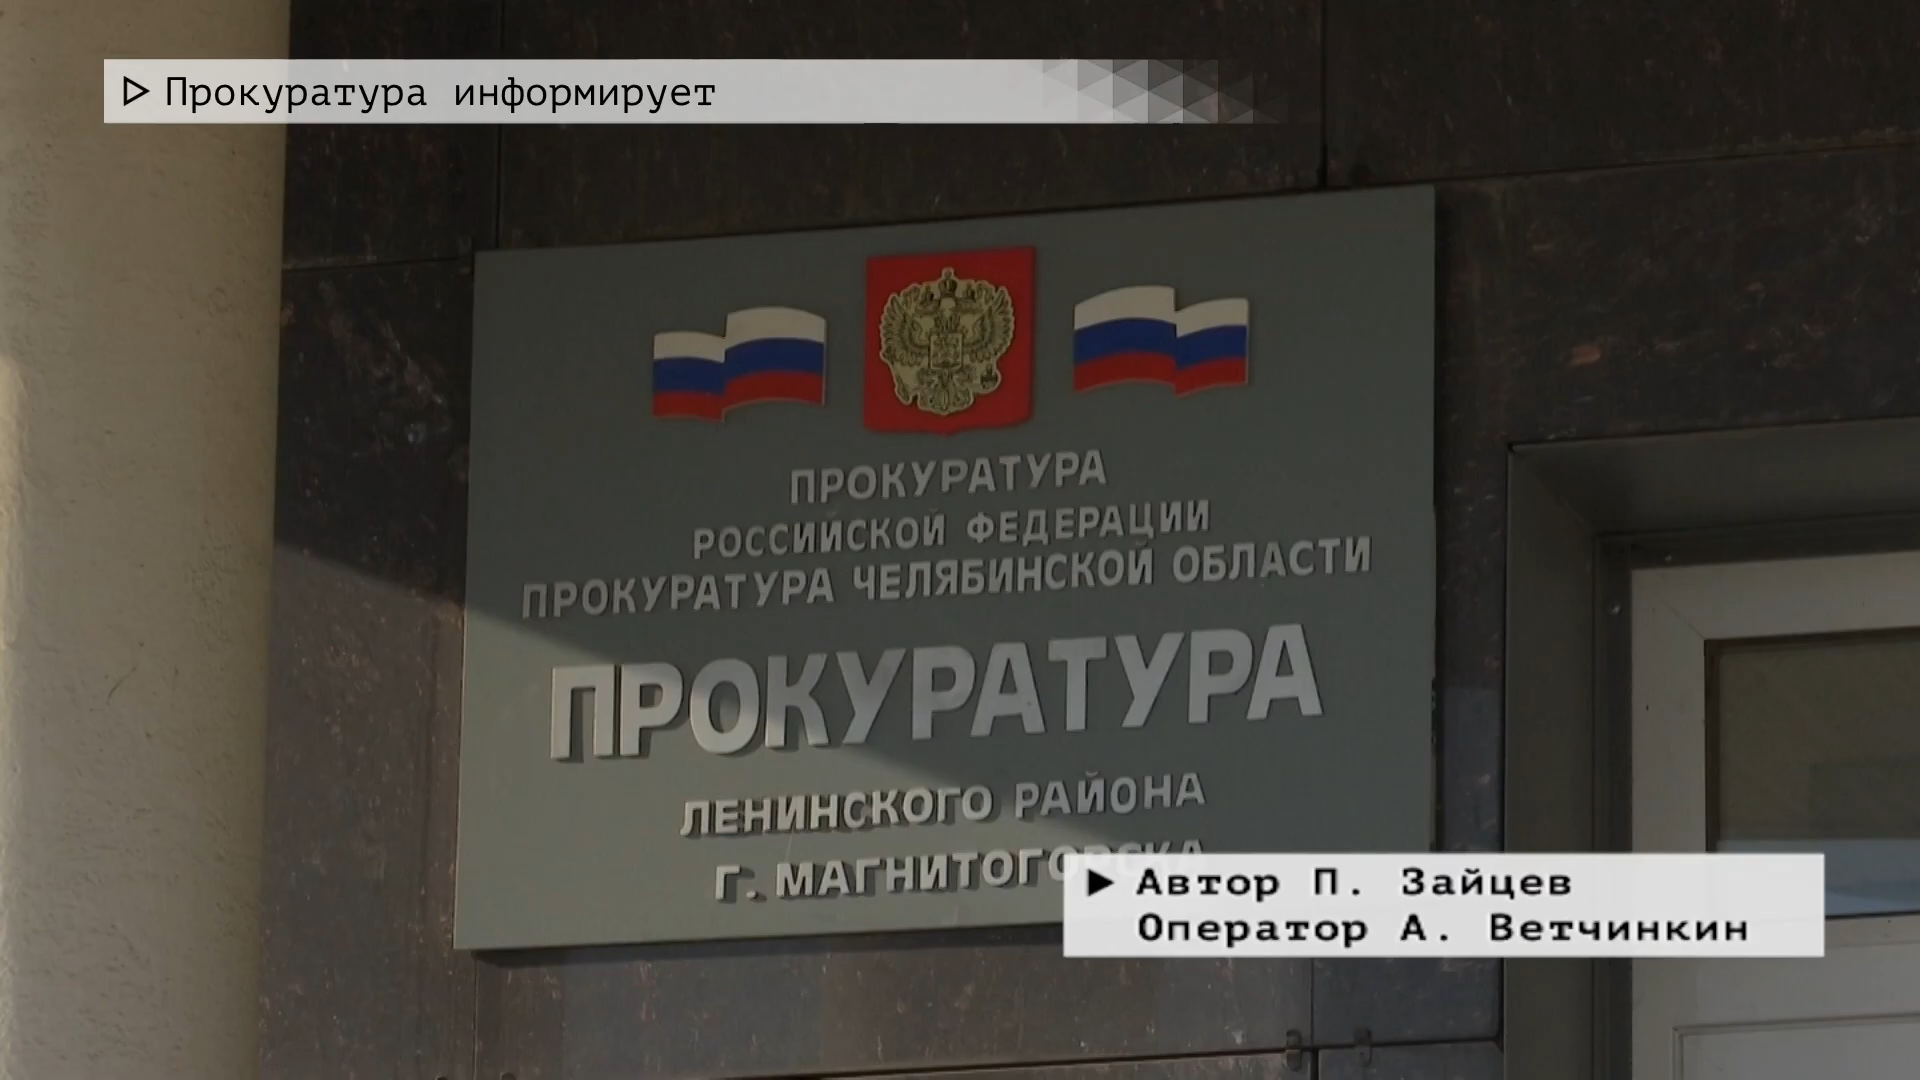 Прокуратура информирует
ПРОКУРАТУРА
РОССИЙСКОЙ ФЕДЕРАЦИИ
ПРОКУРАТУРА ЧЕЛЯБИНСКОЙ ОБЛАСТИ
ПРОКУРАТУРА
ЛЕНИНСКОГО РАЙОНА
Г. МАГНИТОГОРСКА
Автор П. Зайцев
Оператор А. Ветчинкин